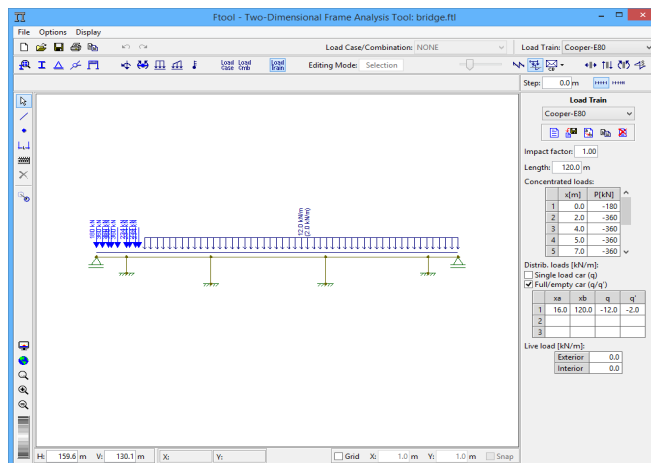 Ftool - Two-Dimensional Frame Analysis Tool: bridge.ftl
File Options Display
Load Case/Combination: NONE
Load Train: Cooper-E80
Load Case
Load Cmb
Load Train
Editing Mode: Selection
Step: 0.0 m
Load Train
Cooper-E80
Impact factor: 1.00
Length: 120.0 m
Concentrated loads:
x[m] P[kN]
1 0.0 -180
2 2.0 -360
3 4.0 -360
4 5.0 -360
5 7.0 -360
Distrib. loads [kN/m]:
Single load car (q)
Full/empty car (q/q')
xa xb q q'
1 16.0 120.0 -12.0 -2.0
2
3
Live load [kN/m]:
Exterior 0.0
Interior 0.0
180 kN
360 kN
12.0 kN/m
(2.0 kN/m)
H: 159.6 m V: 130.1 m X: Y: Grid X: 1.0 m Y: 1.0 m Snap